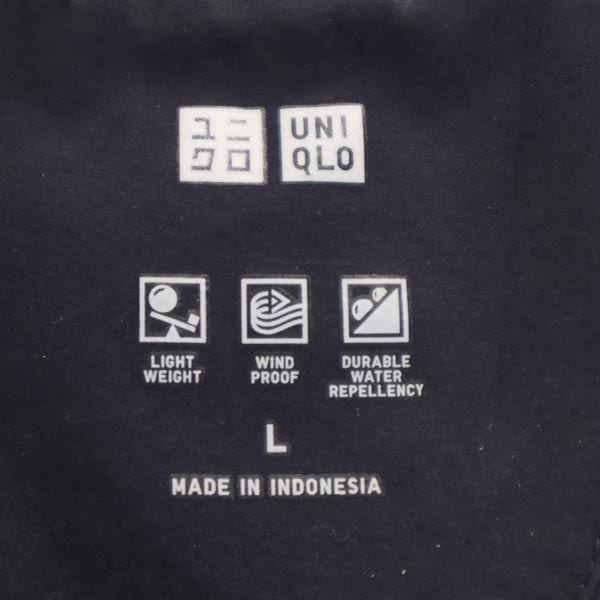 ユニ UNI
クロ QLO
LIGHT WEIGHT
WIND PROOF
DURABLE WATER REPELLENCY
L
MADE IN INDONESIA